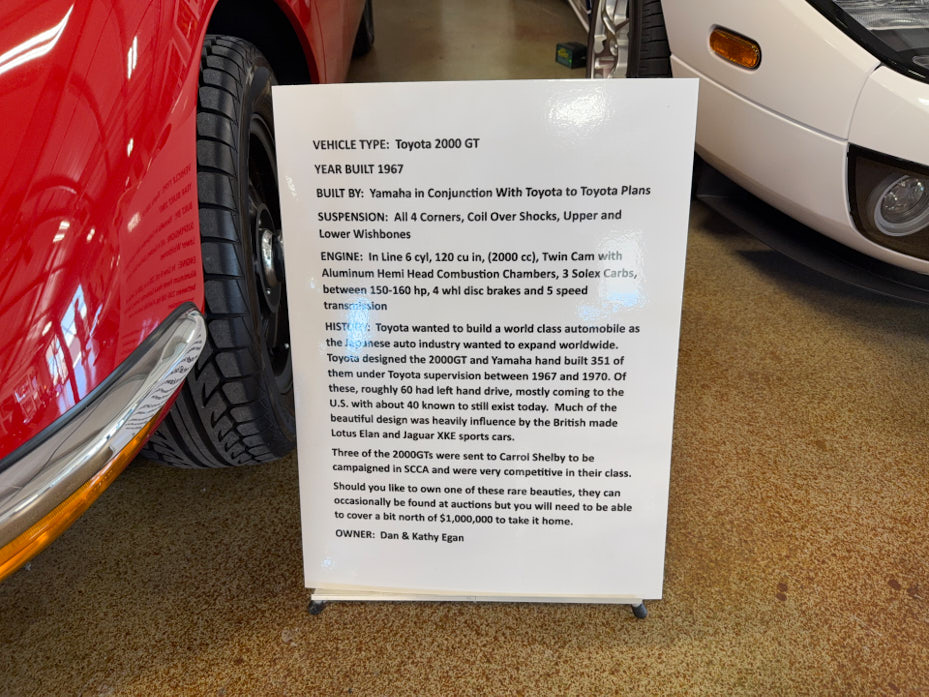 VEHICLE TYPE: Toyota 2000 GT
YEAR BUILT 1967
BUILT BY: Yamaha in Conjunction With Toyota to Toyota Plans
SUSPENSION: All 4 Corners, Coil Over Shocks, Upper and
Lower Wishbones
ENGINE: In Line 6 cyl, 120 cu in, (2000 cc), Twin Cam with
Aluminum Hemi Head Combustion Chambers, 3 Solex Carbs,
between 150-160 hp, 4 whl disc brakes and 5 speed
transmission
HISTORY: Toyota wanted to build a world class automobile as
the Japanese auto industry wanted to expand worldwide.
Toyota designed the 2000GT and Yamaha hand built 351 of
them under Toyota supervision between 1967 and 1970. Of
these, roughly 60 had left hand drive, mostly coming to the
U.S. with about 40 known to still exist today. Much of the
beautiful design was heavily influence by the British made
Lotus Elan and Jaguar XKE sports cars.
Three of the 2000GTs were sent to Carrol Shelby to be
campaigned in SCCA and were very competitive in their class.
Should you like to own one of these rare beauties, they can
occasionally be found at auctions but you will need to be able
to cover a bit north of $1,000,000 to take it home.
OWNER: Dan & Kathy Egan